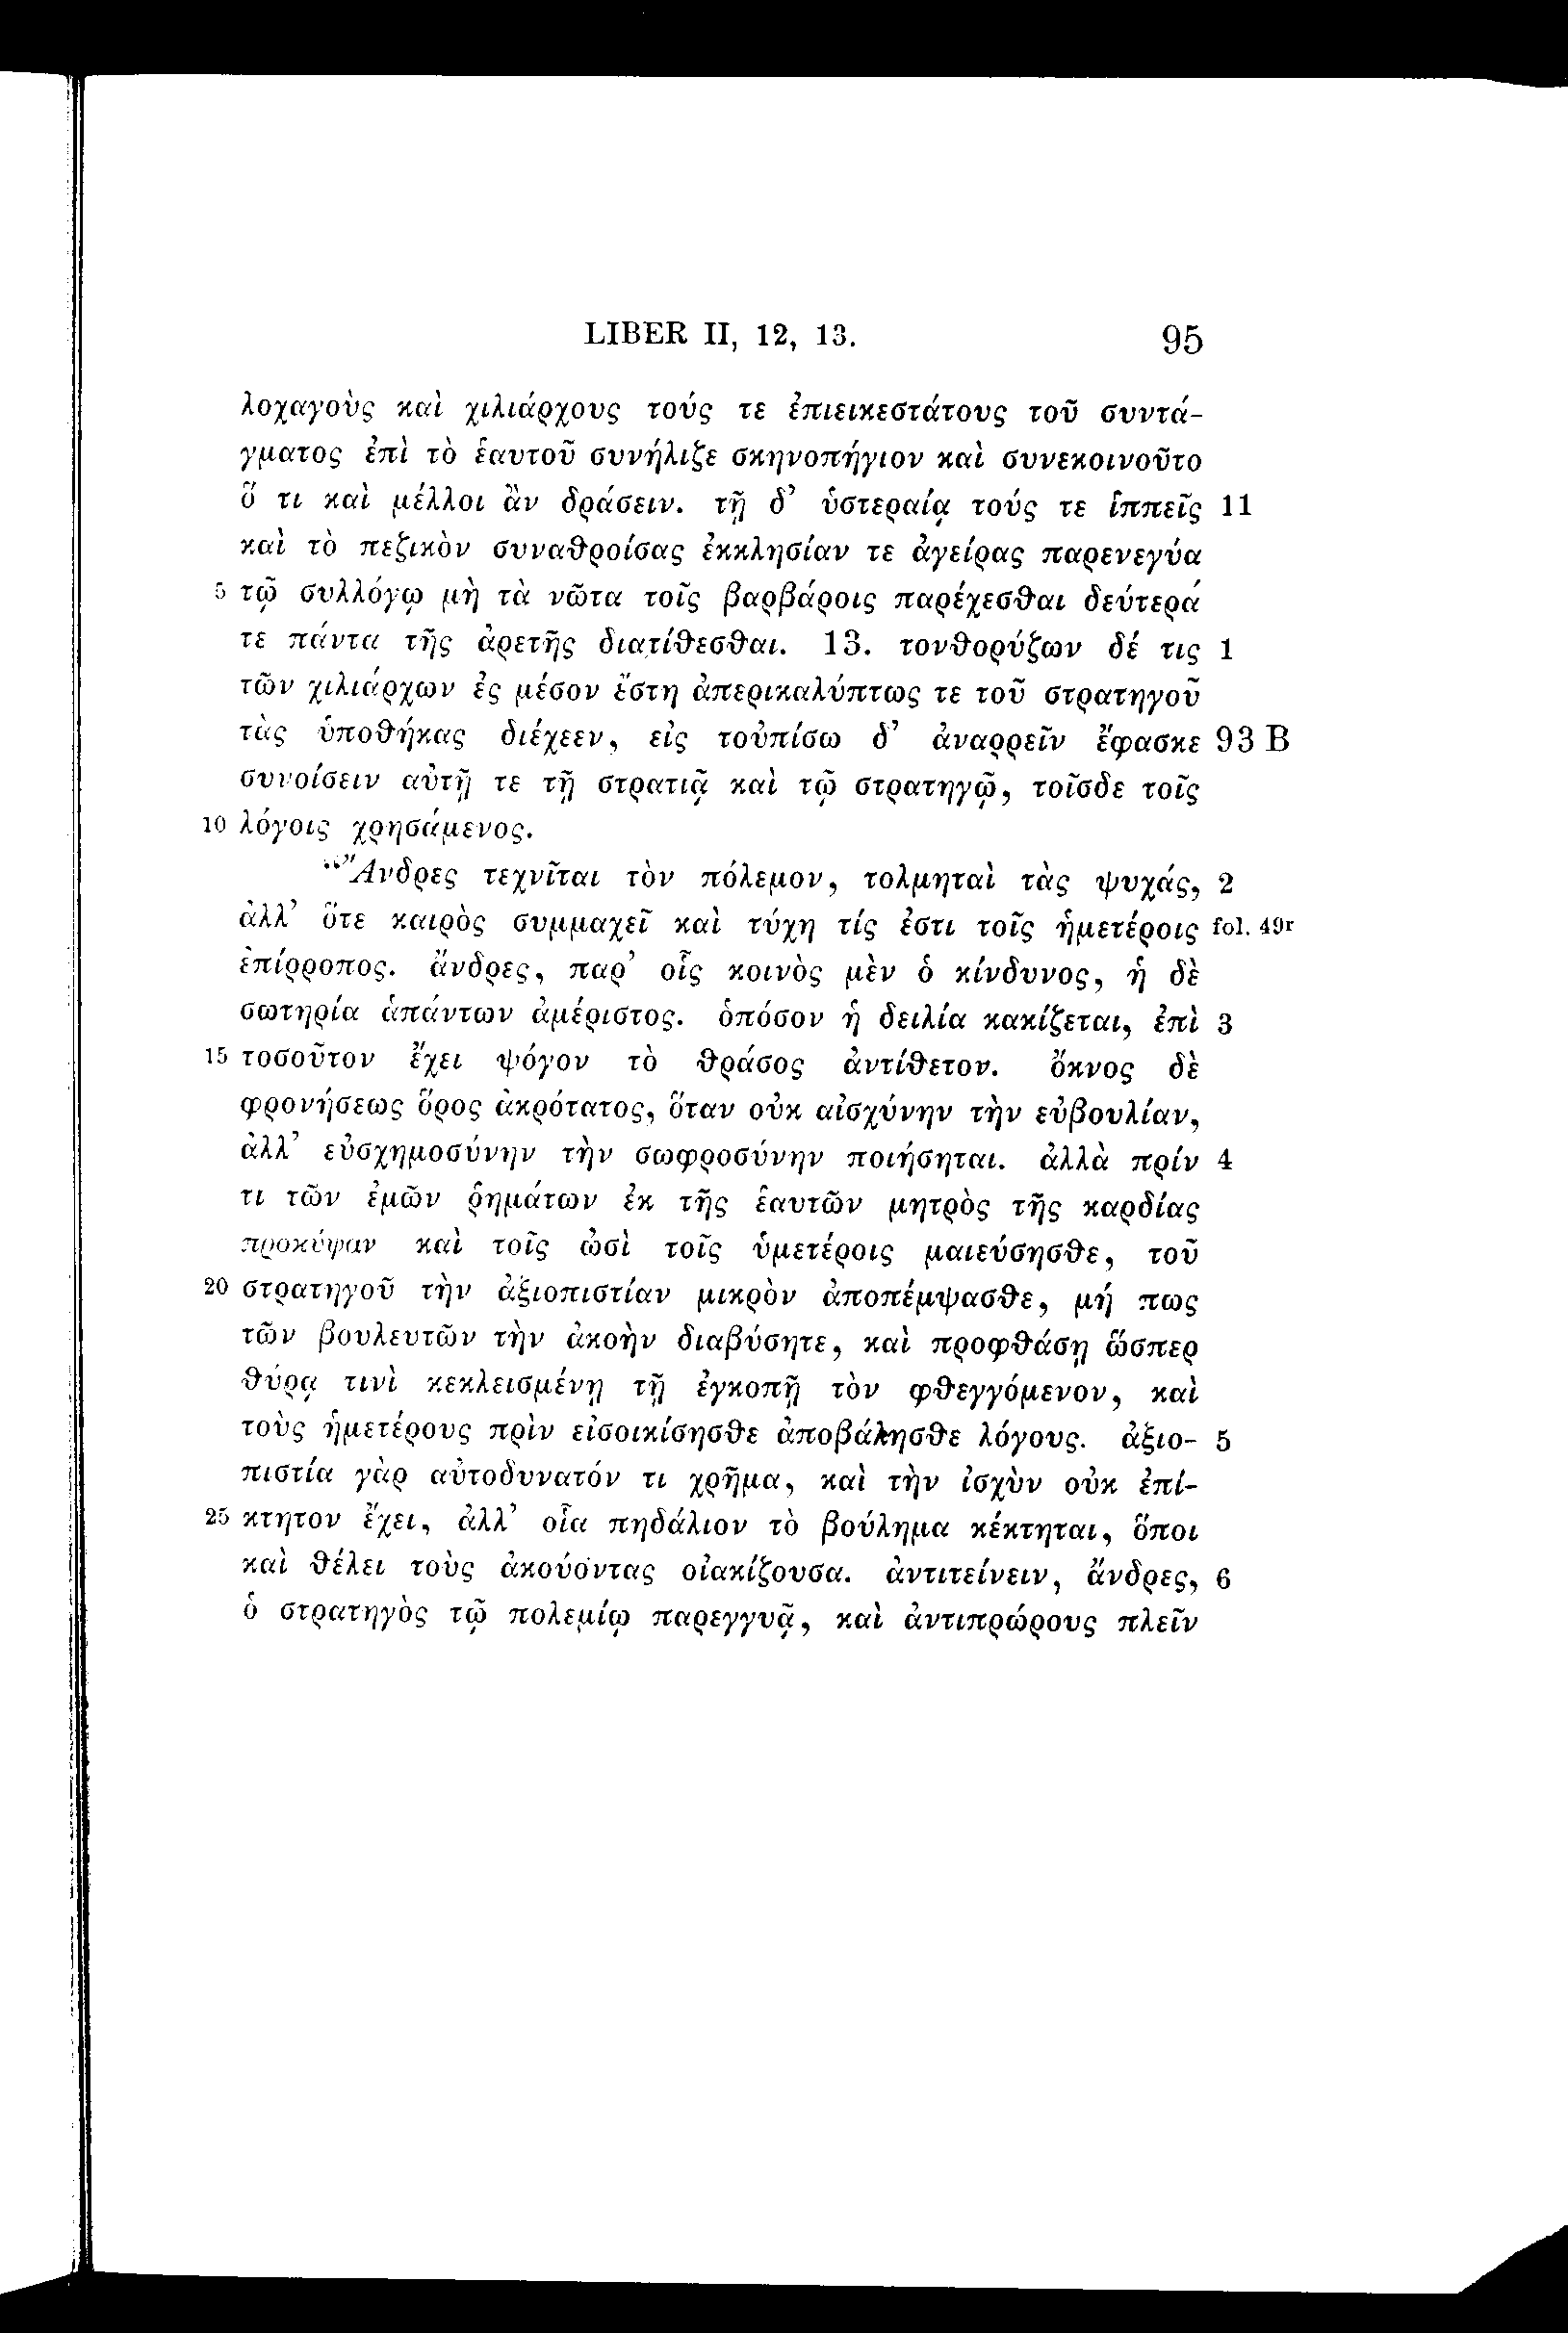 LIBER II, 12, 13. 95
λοχαγοὺς καὶ χιλιάρχους τούς τε ἐπιεικεστάτους τοῦ συντά-
γματος ἐπὶ τὸ ἑαυτοῦ συνήλιζε σκηνοπήγιον καὶ συνεκοινοῦτο
ὅ τι καὶ μέλλοι ἂν δράσειν. τῇ δ’ ὑστεραίᾳ τούς τε ἱππεῖς 11
καὶ τὸ πεζικὸν συναθροίσας ἐκκλησίαν τε ἀγείρας παρενεγύα
5 τῷ συλλόγῳ μὴ τὰ νῶτα τοῖς βαρβάροις παρέχεσθαι δεύτερά
τε πάντα τῆς ἀρετῆς διατίθεσθαι. 13. τονθορύζων δέ τις 1
τῶν χιλιάρχων ἐς μέσον ἔστη ἀπερικαλύπτως τε τοῦ στρατηγοῦ
τὰς ὑποθήκας διέχεεν, εἰς τοὐπίσω δ’ ἀναρρεῖν ἔφασκε 93 B
συνοίσειν αὐτῇ τε τῇ στρατιᾷ καὶ τῷ στρατηγῷ, τοῖσδε τοῖς
10 λόγοις χρησάμενος.
“Ἄνδρες τεχνῖται τὸν πόλεμον, τολμηταὶ τὰς ψυχάς, 2
ἀλλ’ ὅτε καιρὸς συμμαχεῖ καὶ τύχη τίς ἐστι τοῖς ἡμετέροις fol. 49r
ἐπίρροπος. ἄνδρες, παρ’ οἷς κοινὸς μὲν ὁ κίνδυνος, ἡ δὲ
σωτηρία ἁπάντων ἀμέριστος. ὁπόσον ἡ δειλία κακίζεται, ἐπὶ 3
15 τοσοῦτον ἔχει ψόγον τὸ θράσος ἀντίθετον. ὄκνος δὲ
φρονήσεως ὅρος ἀκρότατος, ὅταν οὐκ αἰσχύνην τὴν εὐβουλίαν,
ἀλλ’ εὐσχημοσύνην τὴν σωφροσύνην ποιήσηται. ἀλλὰ πρίν 4
τι τῶν ἐμῶν ῥημάτων ἐκ τῆς ἑαυτῶν μητρὸς τῆς καρδίας
προκύψαν καὶ τοῖς ὠσὶ τοῖς ὑμετέροις μαιεύσησθε, τοῦ
20 στρατηγοῦ τὴν ἀξιοπιστίαν μικρὸν ἀποπέμψασθε, μή πως
τῶν βουλευτῶν τὴν ἀκοὴν διαβύσητε, καὶ προφθάσῃ ὥσπερ
θύρᾳ τινὶ κεκλεισμένῃ τῇ ἐγκοπῇ τὸν φθεγγόμενον, καὶ
τοὺς ἡμετέρους πρὶν εἰσοικίσησθε ἀποβάλησθε λόγους. ἀξιο- 5
πιστία γὰρ αὐτοδυνατόν τι χρῆμα, καὶ τὴν ἰσχὺν οὐκ ἐπί-
25 κτητον ἔχει, ἀλλ’ οἷα πηδάλιον τὸ βούλημα κέκτηται, ὅποι
καὶ θέλει τοὺς ἀκούοντας οἰακίζουσα. ἀντιτείνειν, ἄνδρες, 6
ὁ στρατηγὸς τῷ πολεμίῳ παρεγγυᾷ, καὶ ἀντιπρώρους πλεῖν